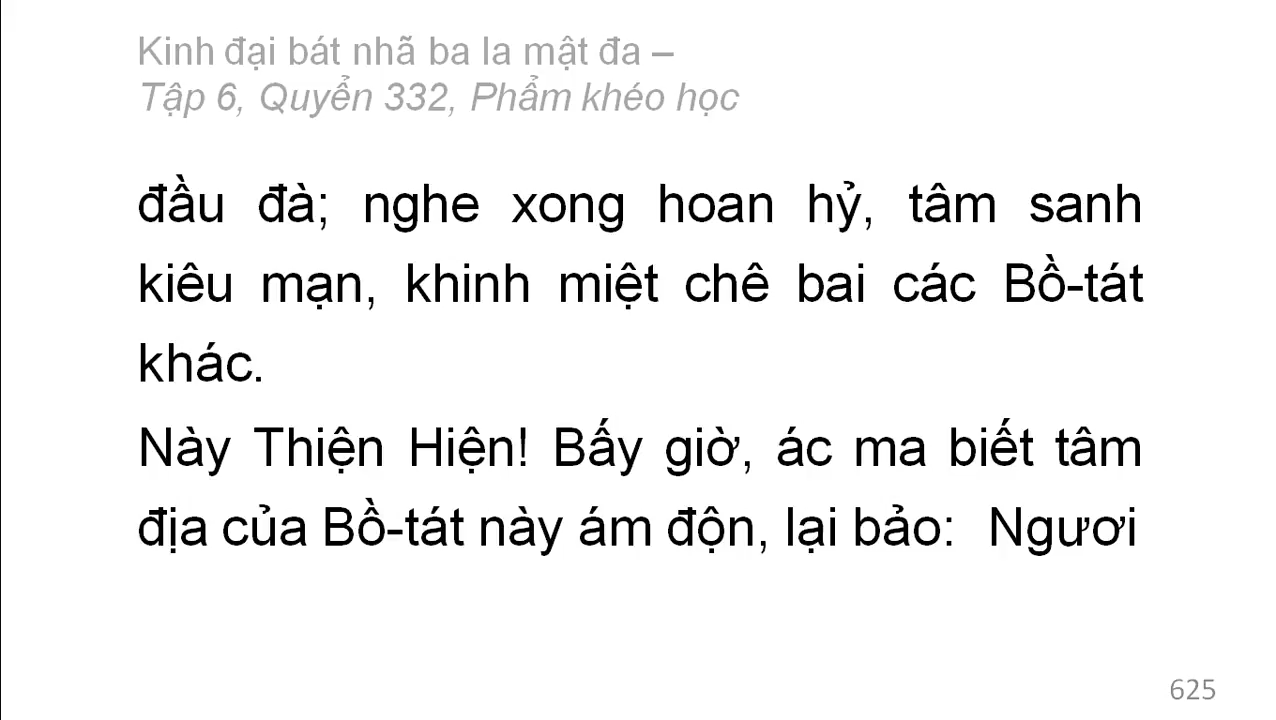 Kinh đại bát nhã ba la mật đa –
Tập 6, Quyển 332, Phẩm khéo học
đầu đà; nghe xong hoan hỷ, tâm sanh
kiêu mạn, khinh miệt chê bai các Bồ-tát
khác.
Này Thiện Hiện! Bấy giờ, ác ma biết tâm
địa của Bồ-tát này ám độn, lại bảo:  Ngươi
625